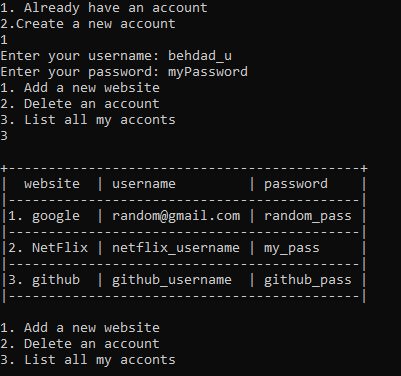 1. Already have an account
2.Create a new account
1
Enter your username: behdad_u
Enter your password: myPassword
1. Add a new website
2. Delete an account
3. List all my acconts
3
+--------------------------------------------+
|  website  | username         | password    |
|--------------------------------------------|
|1. google  | random@gmail.com | random_pass |
|--------------------------------------------|
|2. NetFlix | netflix_username | my_pass     |
|--------------------------------------------|
|3. github  | github_username  | github_pass |
|--------------------------------------------|
1. Add a new website
2. Delete an account
3. List all my acconts